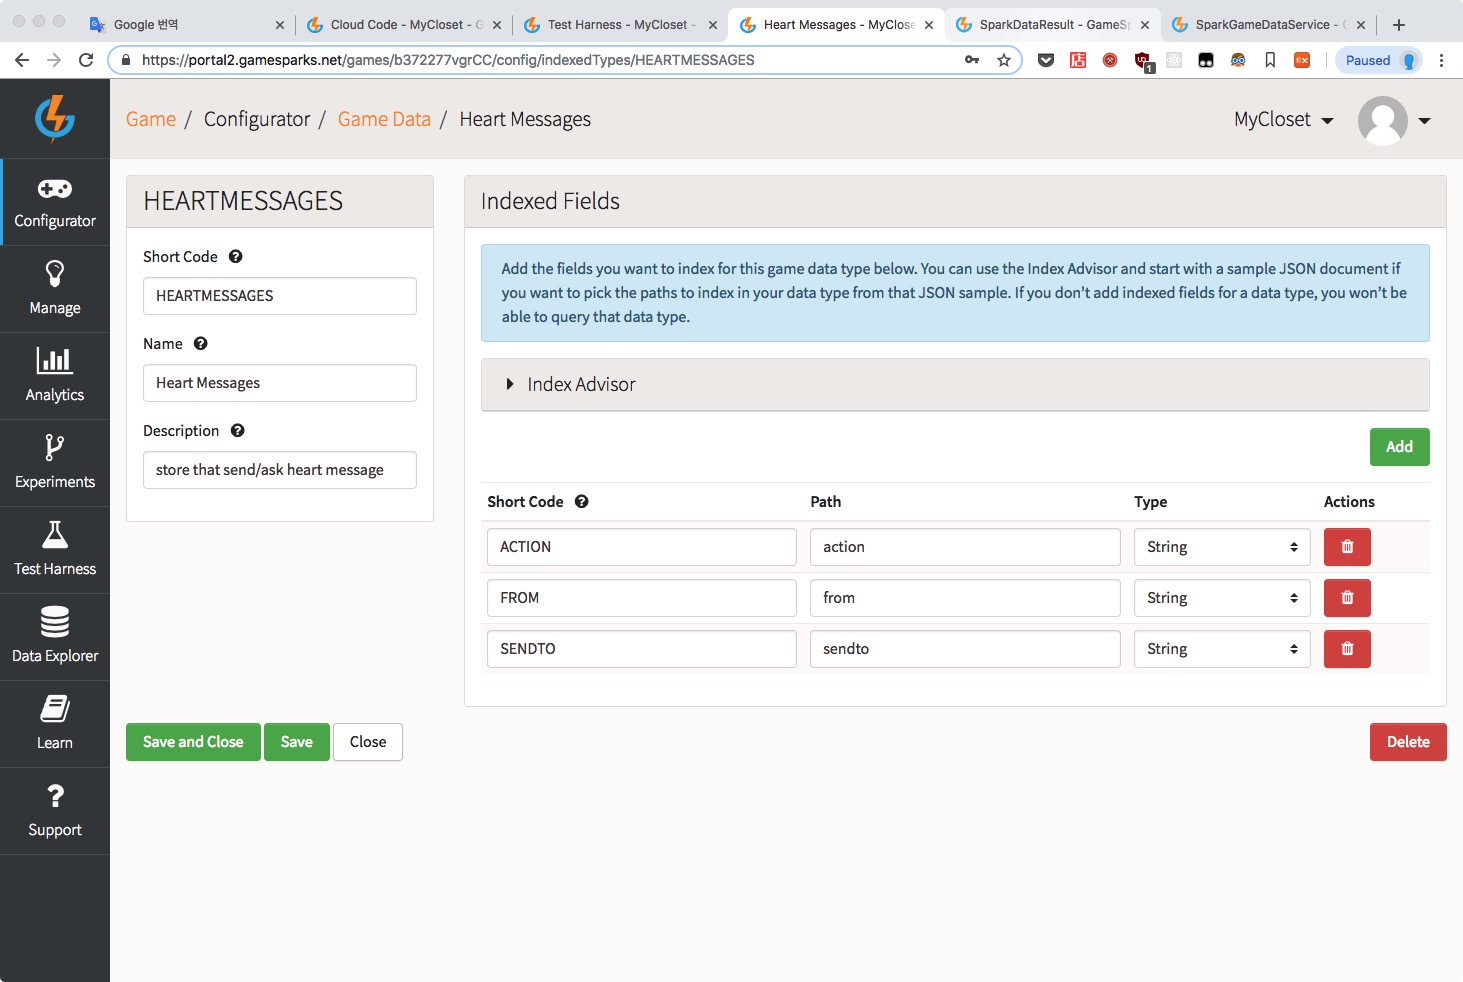 Google 번역
Cloud Code - MyCloset - G
Test Harness - MyCloset -
Heart Messages - MyClose
SparkDataResult - GameSp
SparkGameDataService -
https://portal2.gamesparks.net/games/b372277vgrCC/config/indexedTypes/HEARTMESSAGES
1
Paused
Game / Configurator / Game Data / Heart Messages
MyCloset
Configurator
Manage
Analytics
Experiments
Test Harness
Data Explorer
Learn
Support
HEARTMESSAGES
Short Code
HEARTMESSAGES
Name
Heart Messages
Description
store that send/ask heart message
Indexed Fields
Add the fields you want to index for this game data type below. You can use the Index Advisor and start with a sample JSON document if
you want to pick the paths to index in your data type from that JSON sample. If you don’t add indexed fields for a data type, you won’t be
able to query that data type.
Index Advisor
Add
Short Code Path Type Actions
ACTION action String
FROM from String
SENDTO sendto String
Save and Close Save Close
Delete